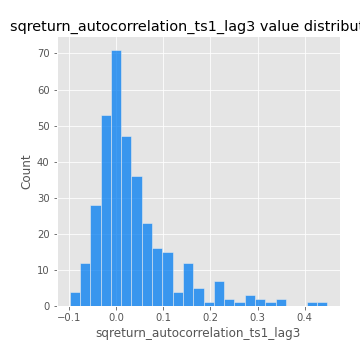 sqreturn_autocorrelation_ts1_lag3 value distribut
70
60
50
40
30
20
10
0
Count
−0.1 0.0 0.1 0.2 0.3 0.4
sqreturn_autocorrelation_ts1_lag3